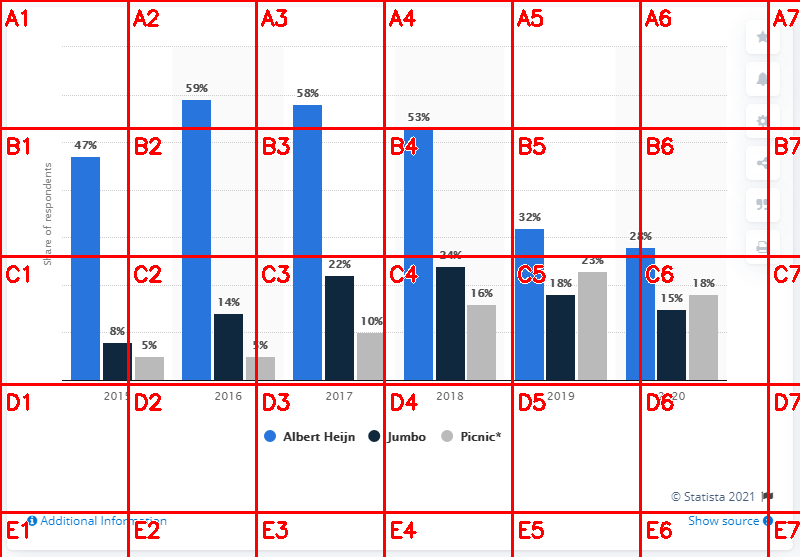 A1 A2 A3 A4 A5 A6 A7
59%
58%
53%
B1 B2 B3 B4 B5 B6 B7
47%
Share of respondents
32%
28%
24%
C1 C2 C3 C4 C5 C6 C7
22% 23%
18% 18%
14% 16% 15%
8% 10%
5% 5%
2015 2016 2017 2018 2019 2020
D1 D2 D3 D4 D5 D6 D7
Albert Heijn Jumbo Picnic*
© Statista 2021
Additional Information Show source
E1 E2 E3 E4 E5 E6 E7